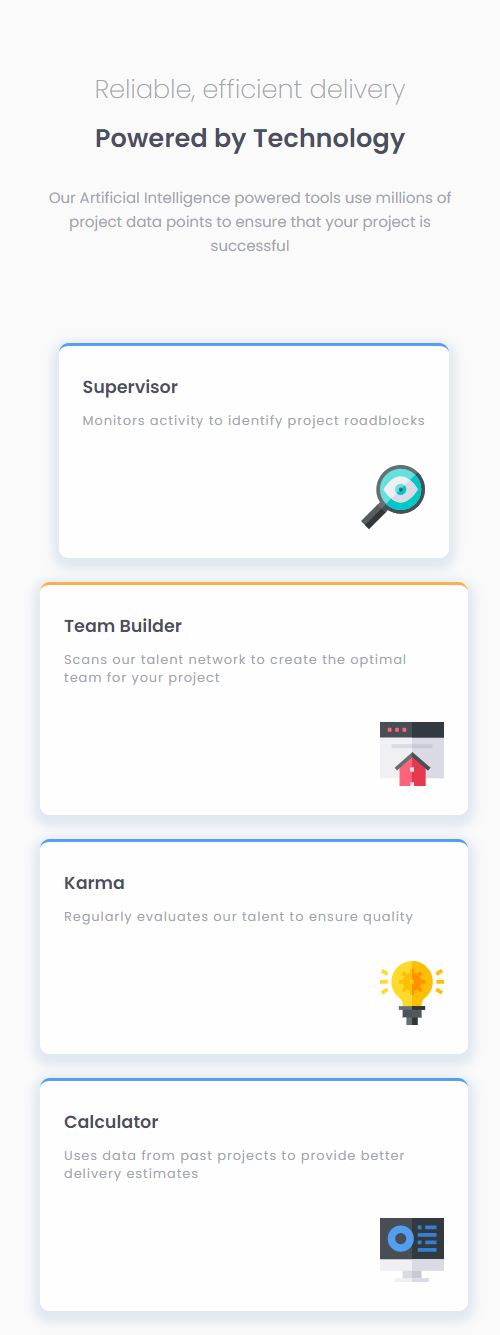 Reliable, efficient delivery
Powered by Technology
Our Artificial Intelligence powered tools use millions of
project data points to ensure that your project is
successful
Supervisor
Monitors activity to identify project roadblocks
Team Builder
Scans our talent network to create the optimal
team for your project
Karma
Regularly evaluates our talent to ensure quality
Calculator
Uses data from past projects to provide better
delivery estimates